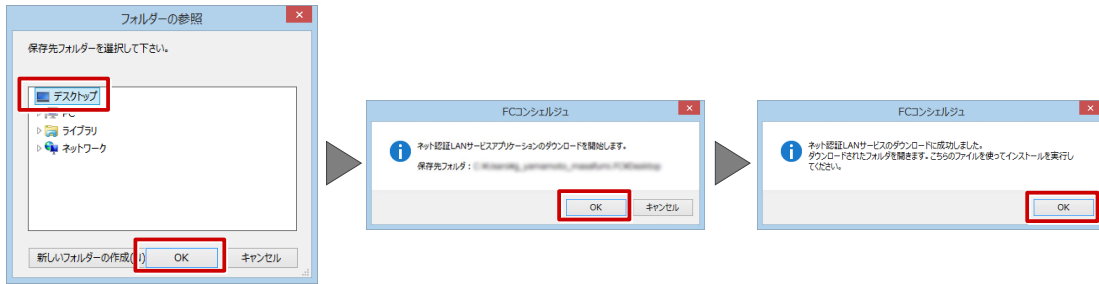 フォルダーの参照
保存先フォルダーを選択して下さい。
デスクトップ
PC
ライブラリ
ネットワーク
新しいフォルダーの作成(N)
OK
キャンセル
FCコンシェルジュ
ネット認証LANサービスアプリケーションのダウンロードを開始します。
保存先フォルダ:
OK
キャンセル
FCコンシェルジュ
ネット認証LANサービスのダウンロードに成功しました。
ダウンロードされたフォルダを開きます。こちらのファイルを使ってインストールを実行し
てください。
OK